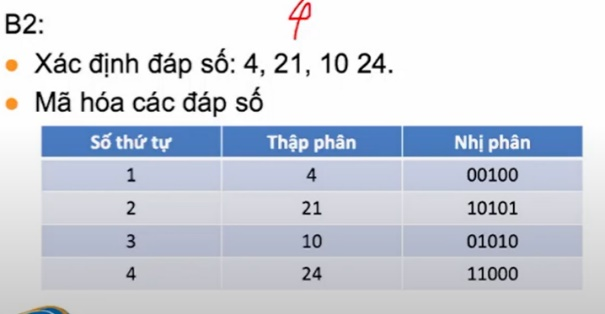 B2:
Xác định đáp số: 4, 21, 10 24.
Mã hóa các đáp số
Số thứ tự Thập phân Nhị phân
1 4 00100
2 21 10101
3 10 01010
4 24 11000